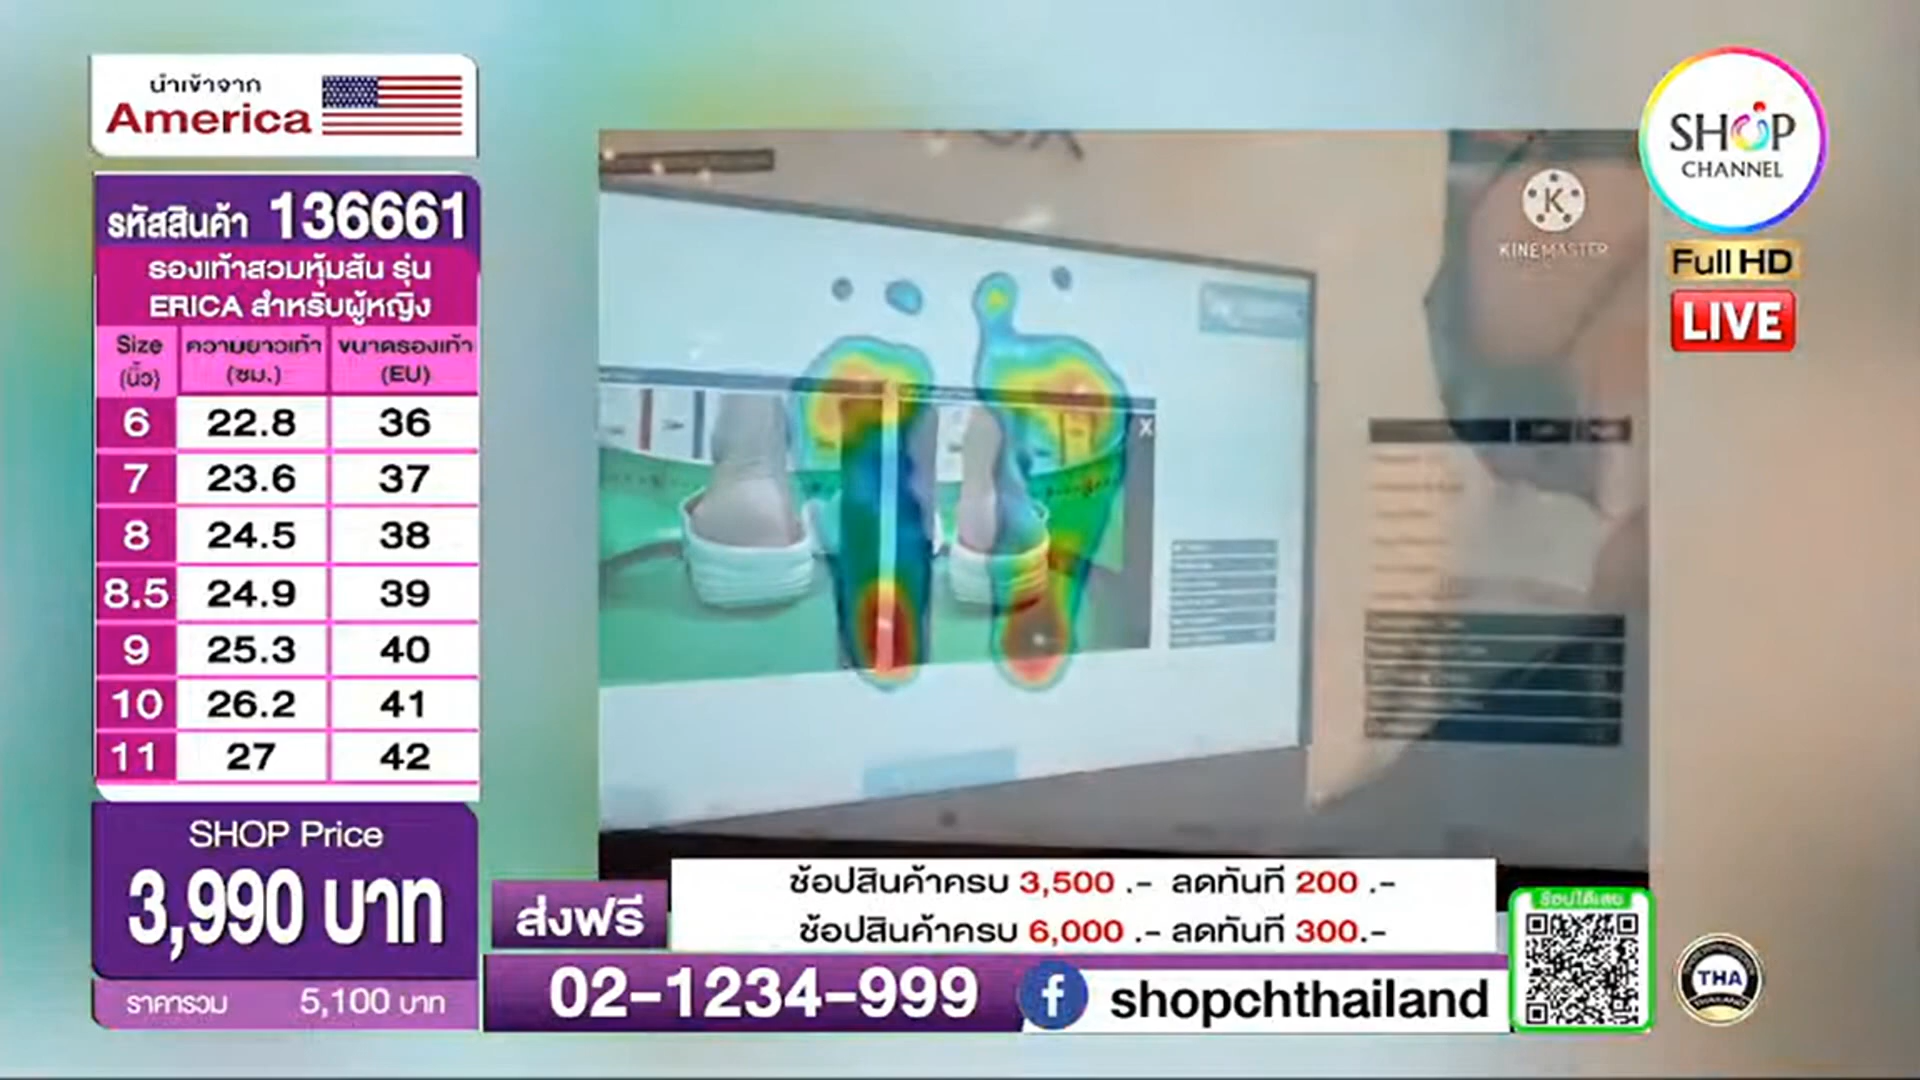 นำเข้าจาก
America
รหัสสินค้า 136661
รองเท้าสวมหุ้มส้น รุ่น
ERICA สำหรับผู้หญิง
Size ความยาวเท้า ขนาดรองเท้า
(นิ้ว) (ซม.) (EU)
6 22.8 36
7 23.6 37
8 24.5 38
8.5 24.9 39
9 25.3 40
10 26.2 41
11 27 42
SHOP Price
3,990 บาท
ราคารวม 5,100 บาท
K
KINEMASTER
X
SHOP
CHANNEL
Full HD
LIVE
ส่งฟรี
ช้อปสินค้าครบ 3,500 .- ลดทันที 200 .-
ช้อปสินค้าครบ 6,000 .- ลดทันที 300.-
02-1234-999
f shopchthailand
ช้อปได้เลย
THA